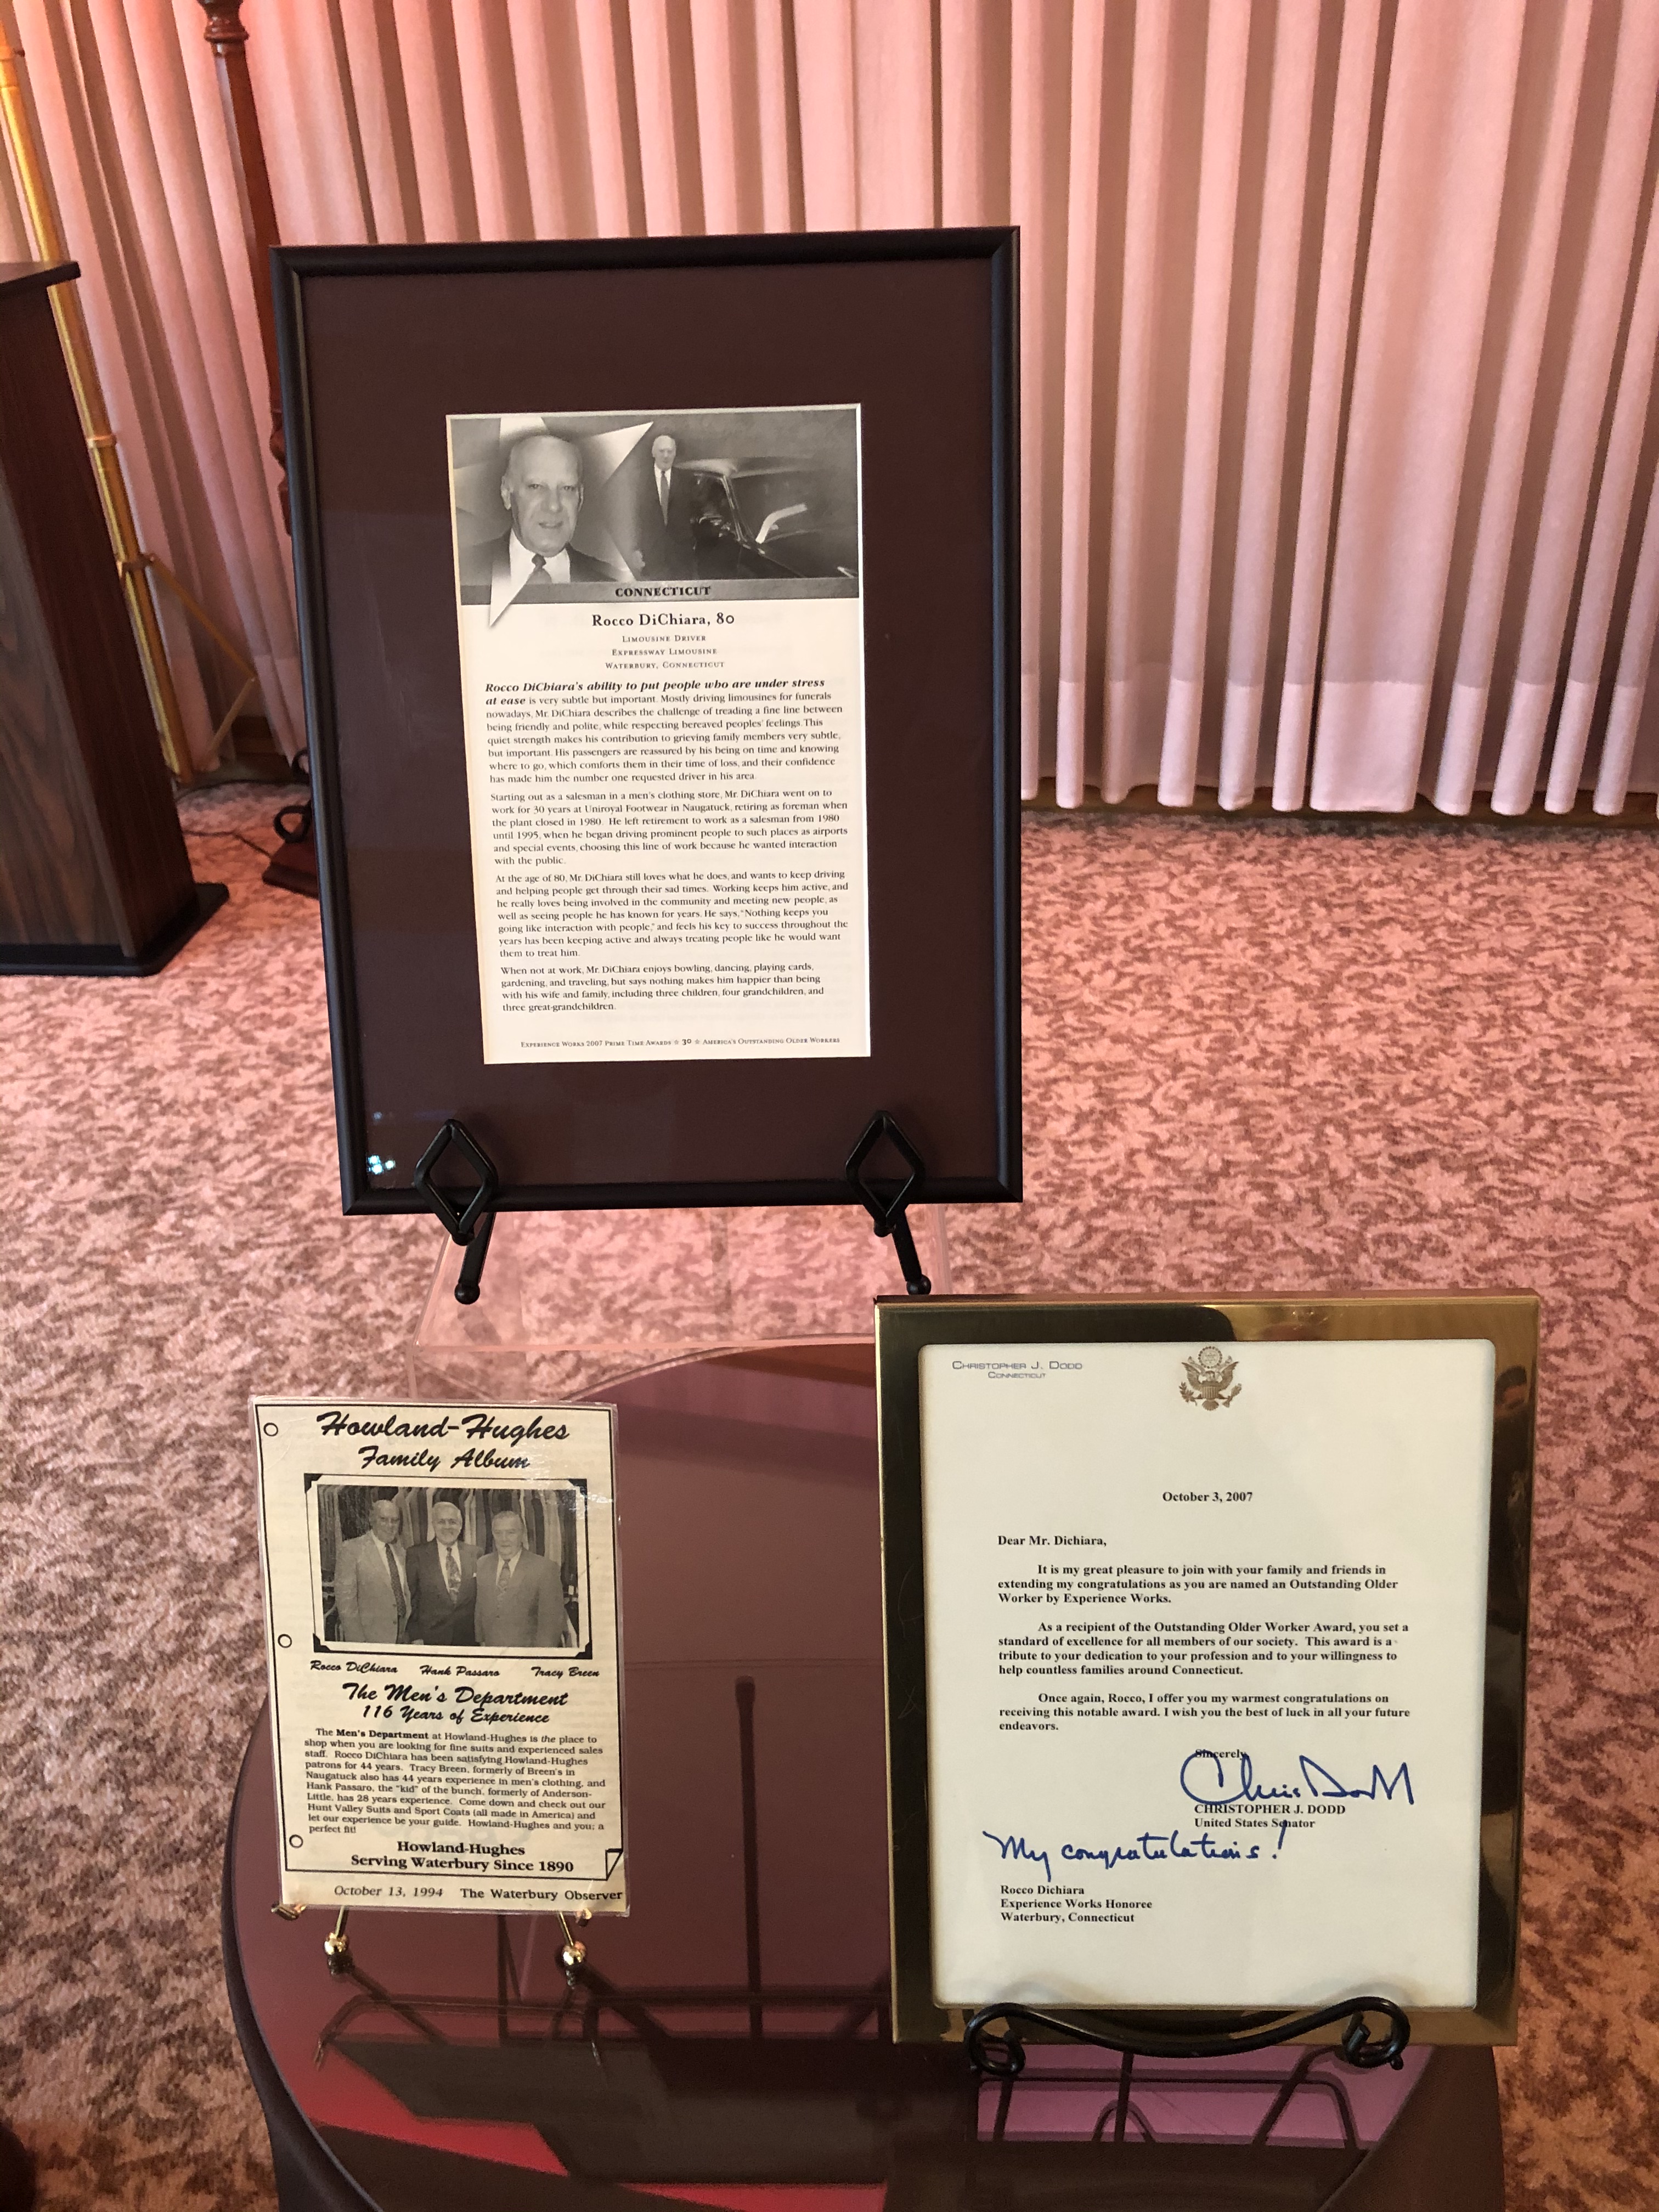 CONNECTICUT
Rocco DiChiara, 80
LIMOUSINE DRIVER
EXPRESSWAY LIMOUSINE
WATERBURY, CONNECTICUT
Rocco DiChiara's ability to put people who are under stress
at ease is very subtle but important. Mostly driving limousines for funerals
nowadays, Mr. DiChiara describes the challenge of treading a fine line between
being friendly and polite, while respecting bereaved peoples' feelings. This
quiet strength makes his contribution to grieving family members very subtle,
but important. His passengers are reassured by his being on time and knowing
where to go, which comforts them in their time of loss, and their confidence
has made him the number one requested driver in his area.
Starting out as a salesman in a men's clothing store, Mr. DiChiara went on to
work for 30 years at Uniroyal Footwear in Naugatuck, retiring as foreman when
the plant closed in 1980. He left retirement to work as a salesman from 1980
until 1995, when he began driving prominent people to such places as airports
and special events, choosing this line of work because he wanted interaction
with the public.
At the age of 80, Mr. DiChiara still loves what he does, and wants to keep driving
and helping people get through their sad times. Working keeps him active, and
he really loves being involved in the community and meeting new people, as
well as seeing people he has known for years. He says, "Nothing keeps you
going like interaction with people," and feels his key to success throughout the
years has been keeping active and always treating people like he would want
them to treat him.
When not at work, Mr. DiChiara enjoys bowling, dancing, playing cards,
gardening, and traveling, but says nothing makes him happier than being
with his wife and family, including three children, four grandchildren, and
three great-grandchildren.
EXPERIENCE WORKS 2007 PRIME TIME AWARDS 30 AMERICA'S OUTSTANDING OLDER WORKERS
Howland-Hughes
Family Album
Rocco DiChiara Hank Passaro Tracy Breen
The Men's Department
116 Years of Experience
The Men's Department at Howland-Hughes is the place to
shop when you are looking for fine suits and experienced sales
staff. Rocco DiChiara has been satisfying Howland-Hughes
patrons for 44 years. Tracy Breen, formerly of Breen's in
Naugatuck also has 44 years experience in men's clothing, and
Hank Passaro, the "kid" of the bunch, formerly of Anderson-
Little, has 28 years experience. Come down and check out our
Hunt Valley Suits and Sport Coats (all made in America) and
let our experience be your guide. Howland-Hughes and you; a
perfect fit!
Howland-Hughes
Serving Waterbury Since 1890
October 13, 1994 The Waterbury Observer
CHRISTOPHER J. DODD
CONNECTICUT
October 3, 2007
Dear Mr. Dichiara,
It is my great pleasure to join with your family and friends in
extending my congratulations as you are named an Outstanding Older
Worker by Experience Works.
As a recipient of the Outstanding Older Worker Award, you set a
standard of excellence for all members of our society. This award is a
tribute to your dedication to your profession and to your willingness to
help countless families around Connecticut.
Once again, Rocco, I offer you my warmest congratulations on
receiving this notable award. I wish you the best of luck in all your future
endeavors.
Sincerely,
Chris Dodd
CHRISTOPHER J. DODD
United States Senator
My congratulations!
Rocco Dichiara
Experience Works Honoree
Waterbury, Connecticut